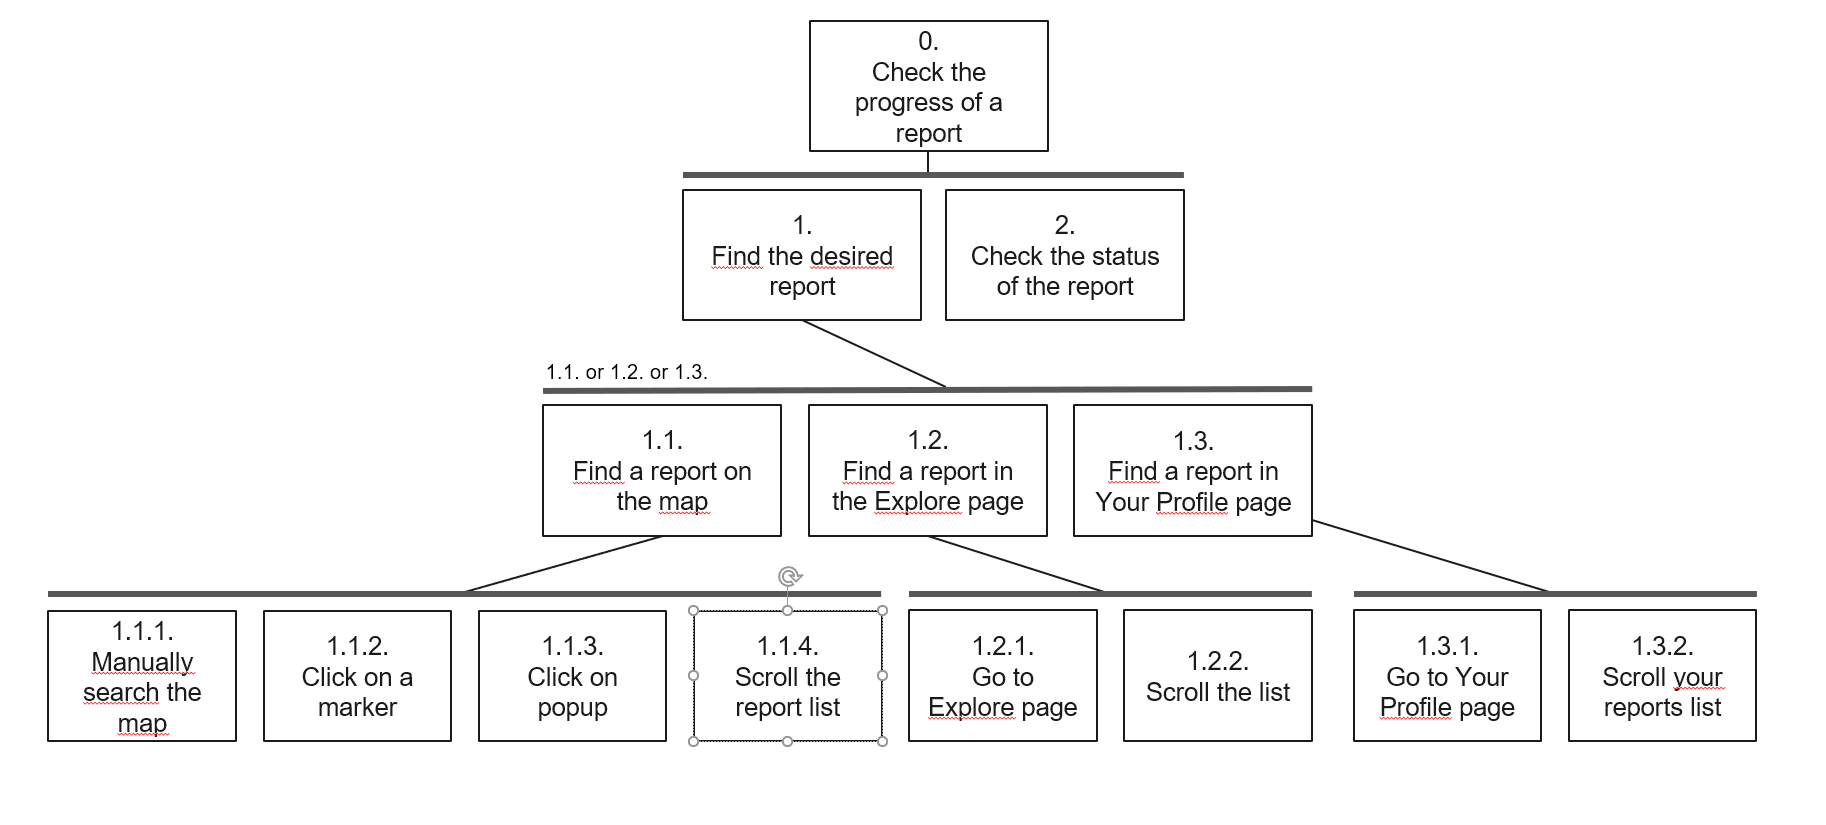 0.
Check the
progress of a
report
1.
Find the desired
report
2.
Check the status
of the report
1.1. or 1.2. or 1.3.
1.1.
Find a report on
the map
1.2.
Find a report in
the Explore page
1.3.
Find a report in
Your Profile page
1.1.1.
Manually
search the
map
1.1.2.
Click on a
marker
1.1.3.
Click on
popup
1.1.4.
Scroll the
report list
1.2.1.
Go to
Explore page
1.2.2.
Scroll the list
1.3.1.
Go to Your
Profile page
1.3.2.
Scroll your
reports list